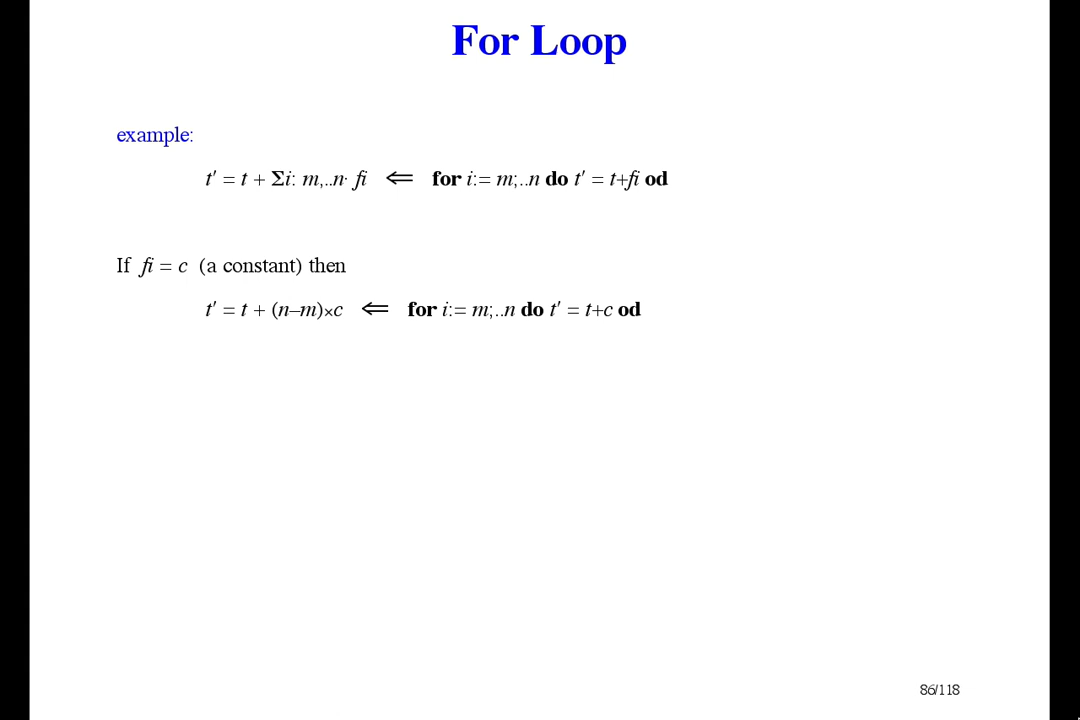 For Loop
example:
t′ = t + Σi: m,..n· fi ⇐ for i:= m;..n do t′ = t+fi od
If fi = c (a constant) then
t′ = t + (n–m)×c ⇐ for i:= m;..n do t′ = t+c od
86/118